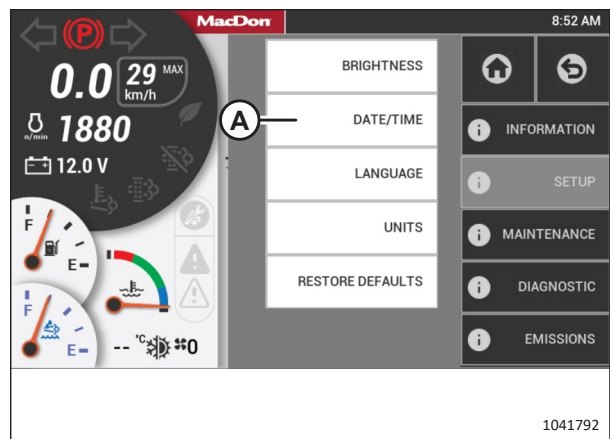 MacDon
8:52 AM
P
0.0 29 MAX
km/h
n/min 1880
12.0 V
F
E
F
E
-- °C 0
BRIGHTNESS
A DATE/TIME
LANGUAGE
UNITS
RESTORE DEFAULTS
i INFORMATION
i SETUP
i MAINTENANCE
i DIAGNOSTIC
i EMISSIONS
1041792